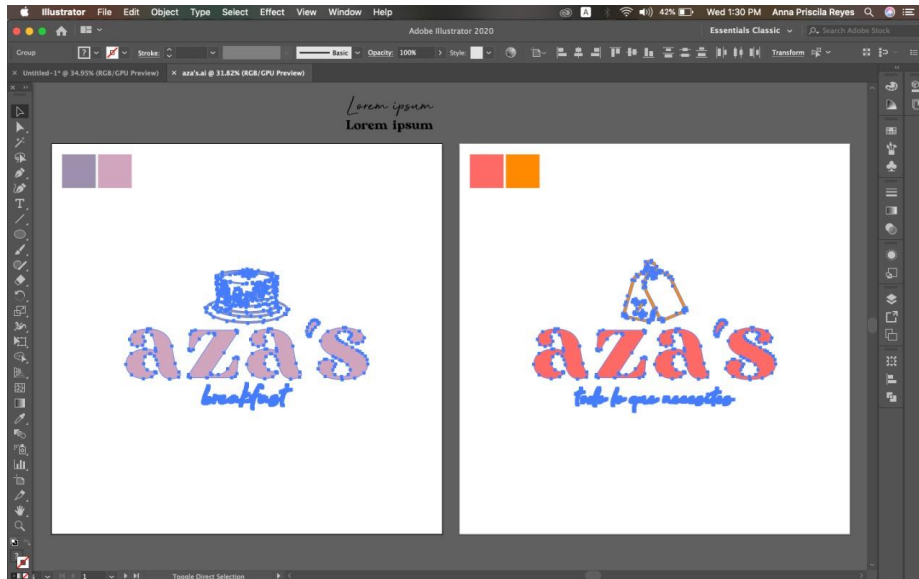 Illustrator File Edit Object Type Select Effect View Window Help
42% Wed 1:30 PM Anna Priscila Reyes
Adobe Illustrator 2020
Essentials Classic
Search Adobe Stock
Group
Stroke:
Basic
Opacity: 100%
Style:
Transform
× Untitled-1* @ 34.95% (RGB/GPU Preview)
× aza's.ai @ 31.82% (RGB/GPU Preview)
Lorem ipsum
Lorem ipsum
aza's
breakfast
aza's
todo lo que necesitas
1
Toggle Direct Selection